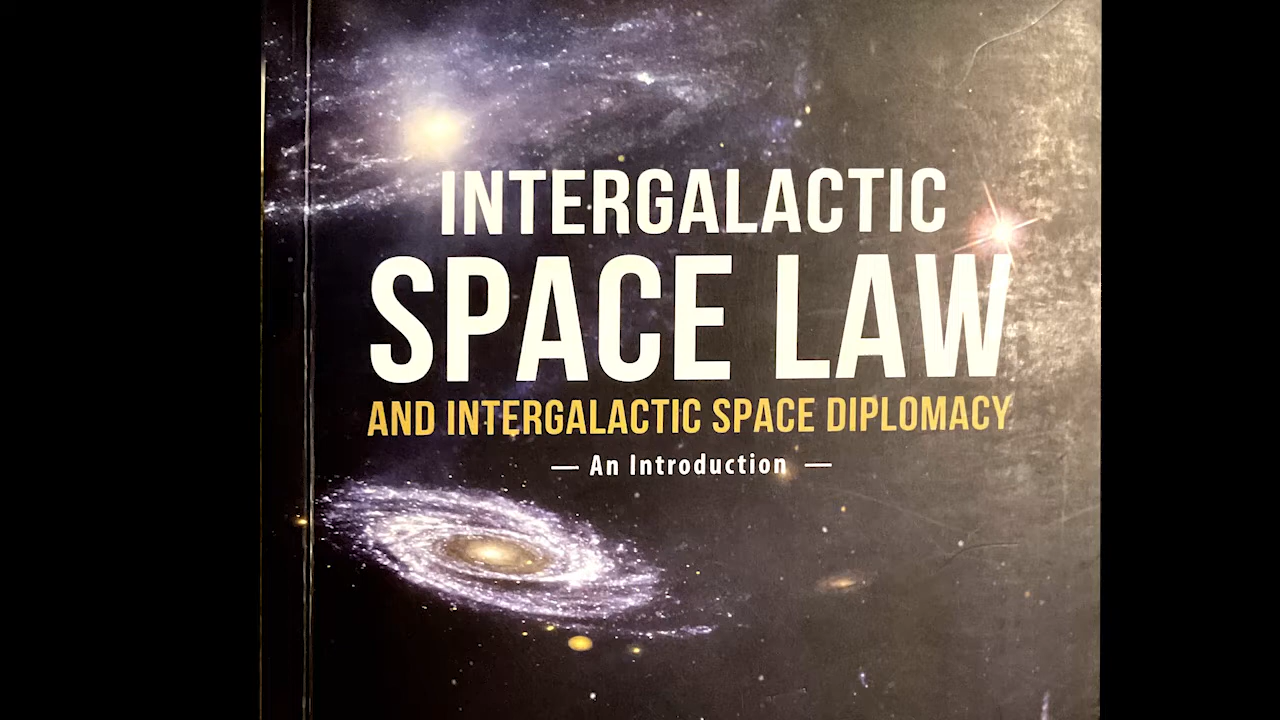 INTERGALACTIC
SPACE LAW
AND INTERGALACTIC SPACE DIPLOMACY
— An Introduction —